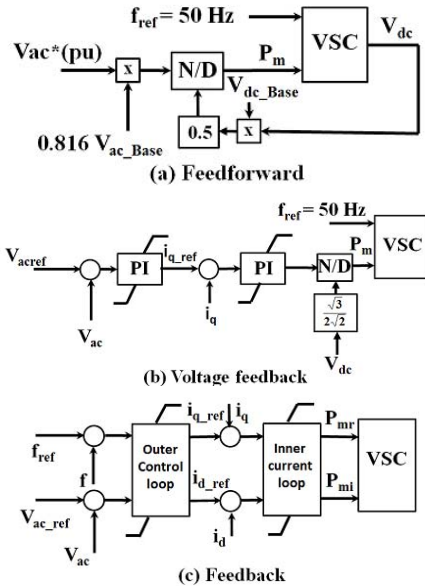 f_ref = 50 Hz
Vac*(pu)
x
N/D
P_m
VSC
V_dc
V_dc_Base
0.5
x
0.816 V_ac_Base
(a) Feedforward
f_ref = 50 Hz
V_acref
PI
i_q_ref
PI
N/D
P_m
VSC
V_ac
i_q
√3
2√2
V_dc
(b) Voltage feedback
i_q_ref
i_q
P_mr
f_ref
f
Outer
Control
loop
Inner
current
loop
VSC
i_d_ref
P_mi
V_ac_ref
V_ac
i_d
(c) Feedback